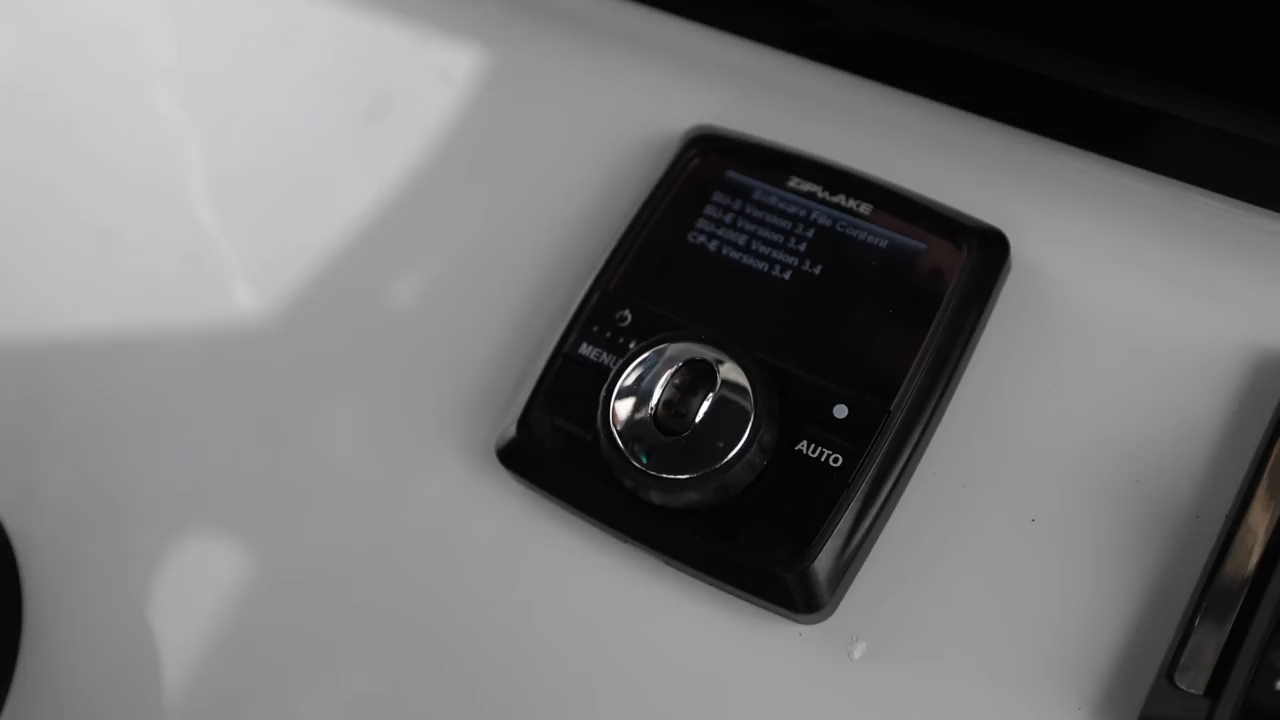 ZIPWAKE
Software File Content
SU-S Version 3.4
SU-E Version 3.4
SU-400E Version 3.4
CP-E Version 3.4
MENU
AUTO